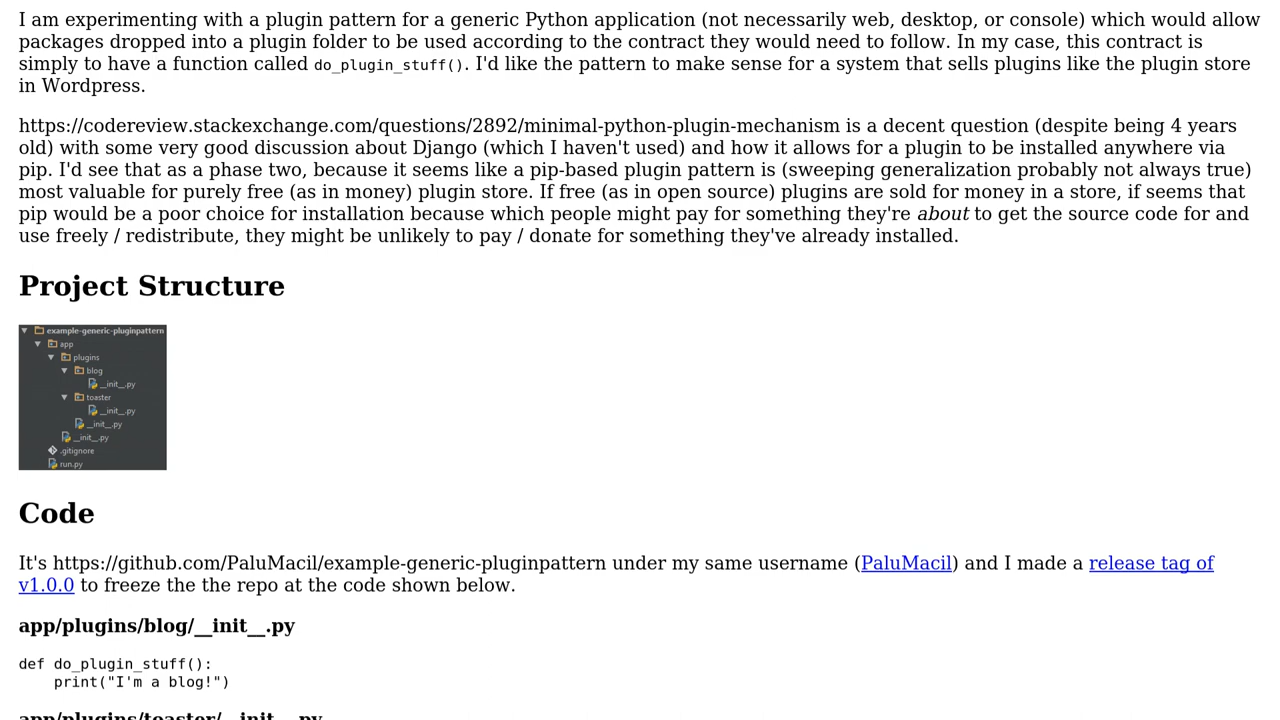 I am experimenting with a plugin pattern for a generic Python application (not necessarily web, desktop, or console) which would allow
packages dropped into a plugin folder to be used according to the contract they would need to follow. In my case, this contract is
simply to have a function called do_plugin_stuff(). I'd like the pattern to make sense for a system that sells plugins like the plugin store
in Wordpress.
https://codereview.stackexchange.com/questions/2892/minimal-python-plugin-mechanism is a decent question (despite being 4 years
old) with some very good discussion about Django (which I haven't used) and how it allows for a plugin to be installed anywhere via
pip. I'd see that as a phase two, because it seems like a pip-based plugin pattern is (sweeping generalization probably not always true)
most valuable for purely free (as in money) plugin store. If free (as in open source) plugins are sold for money in a store, if seems that
pip would be a poor choice for installation because which people might pay for something they're about to get the source code for and
use freely / redistribute, they might be unlikely to pay / donate for something they've already installed.
Project Structure
example-generic-pluginpattern
app
plugins
blog
__init__.py
toaster
__init__.py
__init__.py
__init__.py
.gitignore
run.py
Code
It's https://github.com/PaluMacil/example-generic-pluginpattern under my same username (PaluMacil) and I made a release tag of
v1.0.0 to freeze the the repo at the code shown below.
app/plugins/blog/__init__.py
def do_plugin_stuff():
    print("I'm a blog!")
app/plugins/toaster/__init__.py